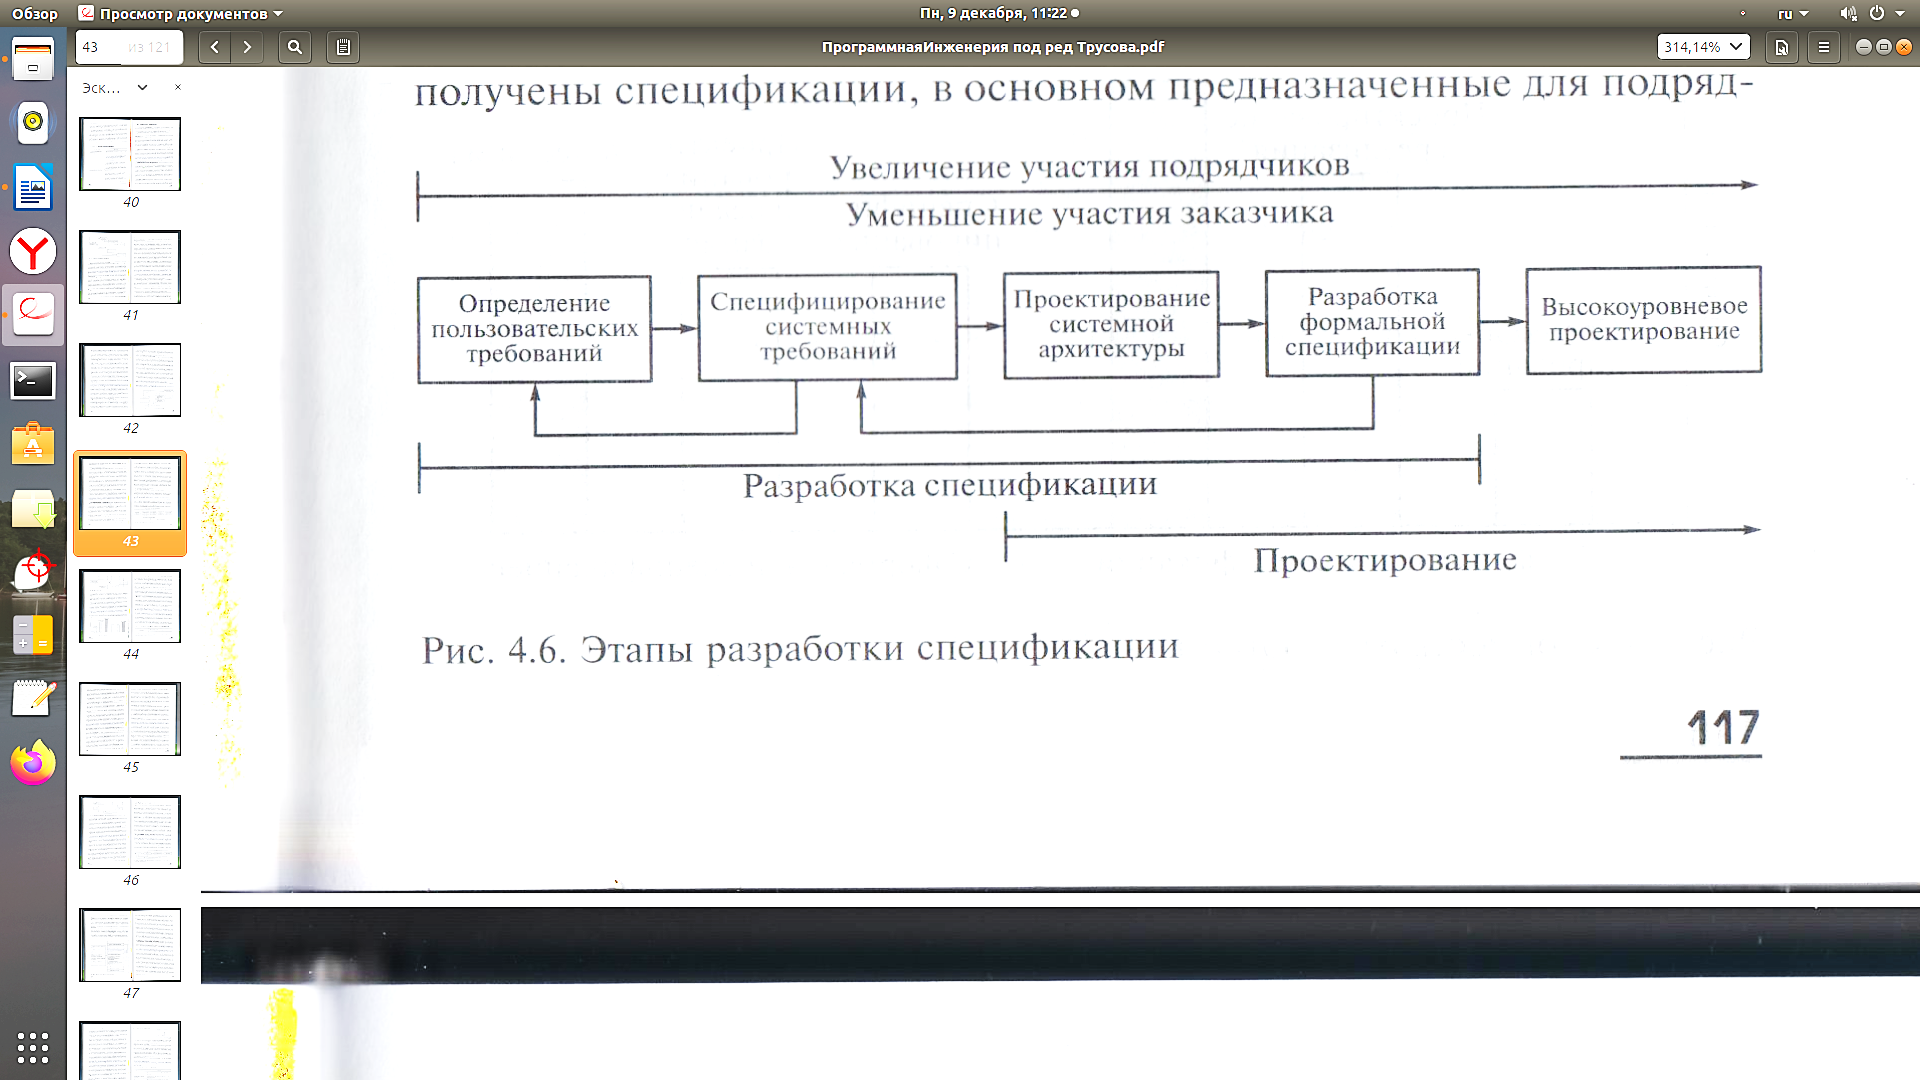 Обзор
Просмотр документов
Пн, 9 декабря, 11:22
ru
43 из 121
ПрограммнаяИнженерия под ред Трусова.pdf
314,14%
Эск...
40
41
42
43
44
45
46
47
получены спецификации, в основном предназначенные для подряд-
Увеличение участия подрядчиков
Уменьшение участия заказчика
Определение
пользовательских
требований
Специфицирование
системных
требований
Проектирование
системной
архитектуры
Разработка
формальной
спецификации
Высокоуровневое
проектирование
Разработка спецификации
Проектирование
Рис. 4.6. Этапы разработки спецификации
117